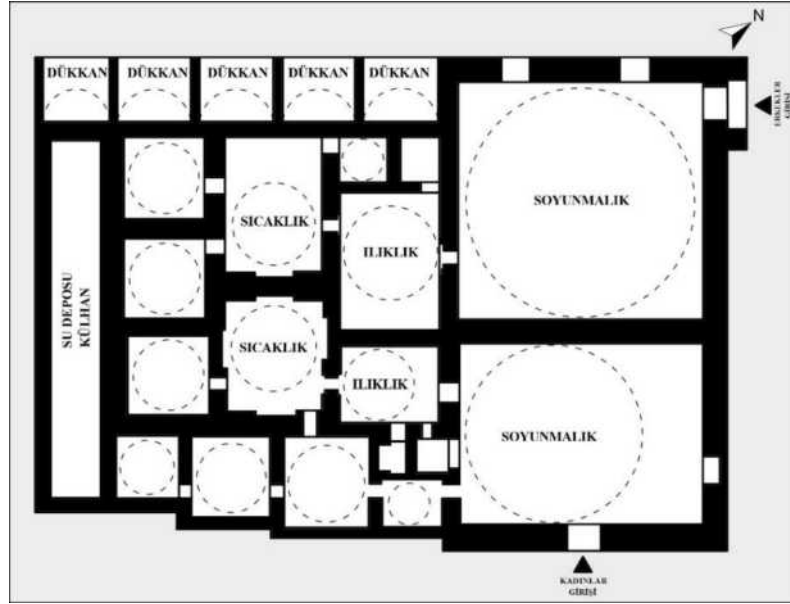 N
DÜKKAN
DÜKKAN
DÜKKAN
DÜKKAN
DÜKKAN
ERKEKLER
GİRİŞİ
SOYUNMALIK
SICAKLIK
ILIKLIK
SU DEPOSU
KÜLHAN
SICAKLIK
ILIKLIK
SOYUNMALIK
KADINLAR
GİRİŞİ